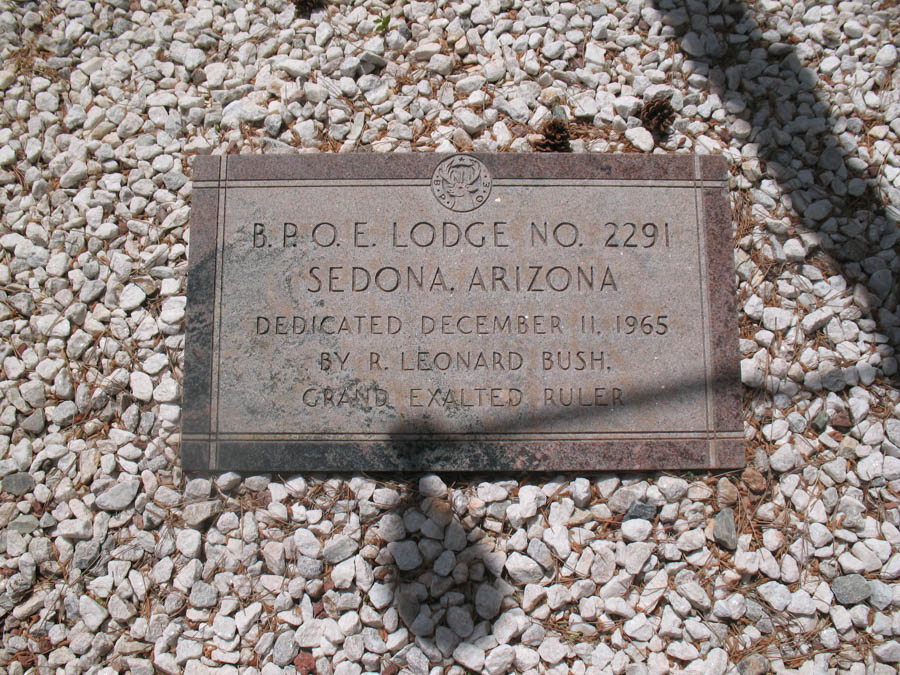 B.P.O.E.
B.P.O.E. LODGE NO. 2291
SEDONA, ARIZONA
DEDICATED DECEMBER 11, 1965
BY R. LEONARD BUSH,
GRAND EXALTED RULER